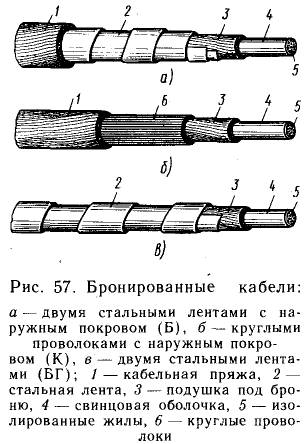 1 2 3 4
5
а)
1 6 3 4 5
б)
2 3 4 5
в)
Рис. 57. Бронированные кабели:
а — двумя стальными лентами с на-
ружным покровом (Б), б — круглыми
проволоками с наружным покро-
вом (К), в — двумя стальными лента-
ми (БГ); 1 — кабельная пряжа, 2 —
стальная лента, 3 — подушка под бро-
ню, 4 — свинцовая оболочка, 5 — из-
олированные жилы, 6 — круглые прово-
локи